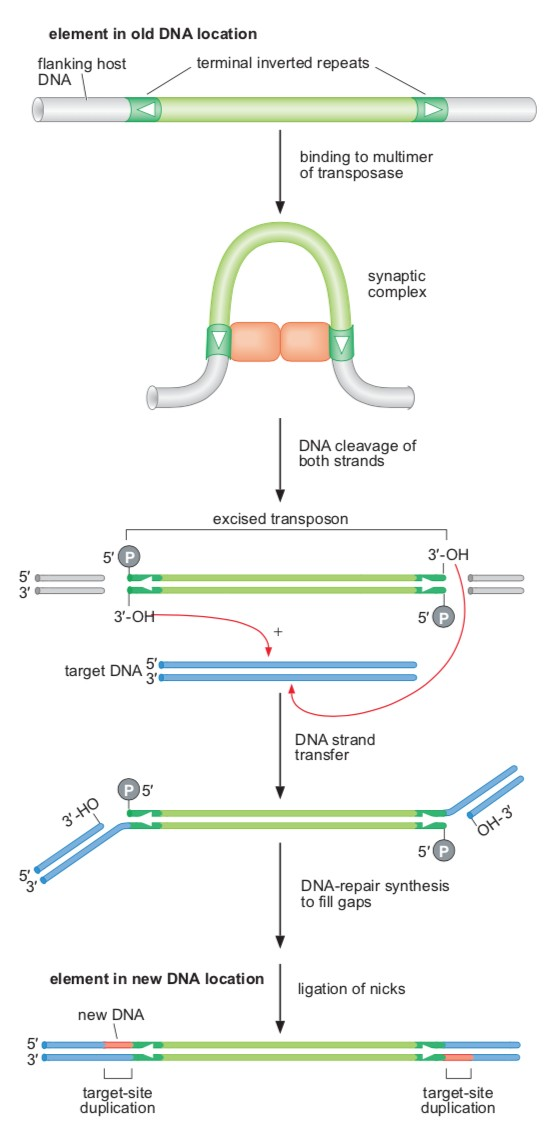 element in old DNA location
flanking host
DNA
terminal inverted repeats
binding to multimer
of transposase
synaptic
complex
DNA cleavage of
both strands
excised transposon
5′ P
3′-OH
5′
3′
3′-OH
5′ P
+
target DNA 5′
3′
DNA strand
transfer
P 5′
3′-HO
OH-3′
5′ P
5′
3′
DNA-repair synthesis
to fill gaps
element in new DNA location
ligation of nicks
new DNA
5′
3′
target-site
duplication
target-site
duplication